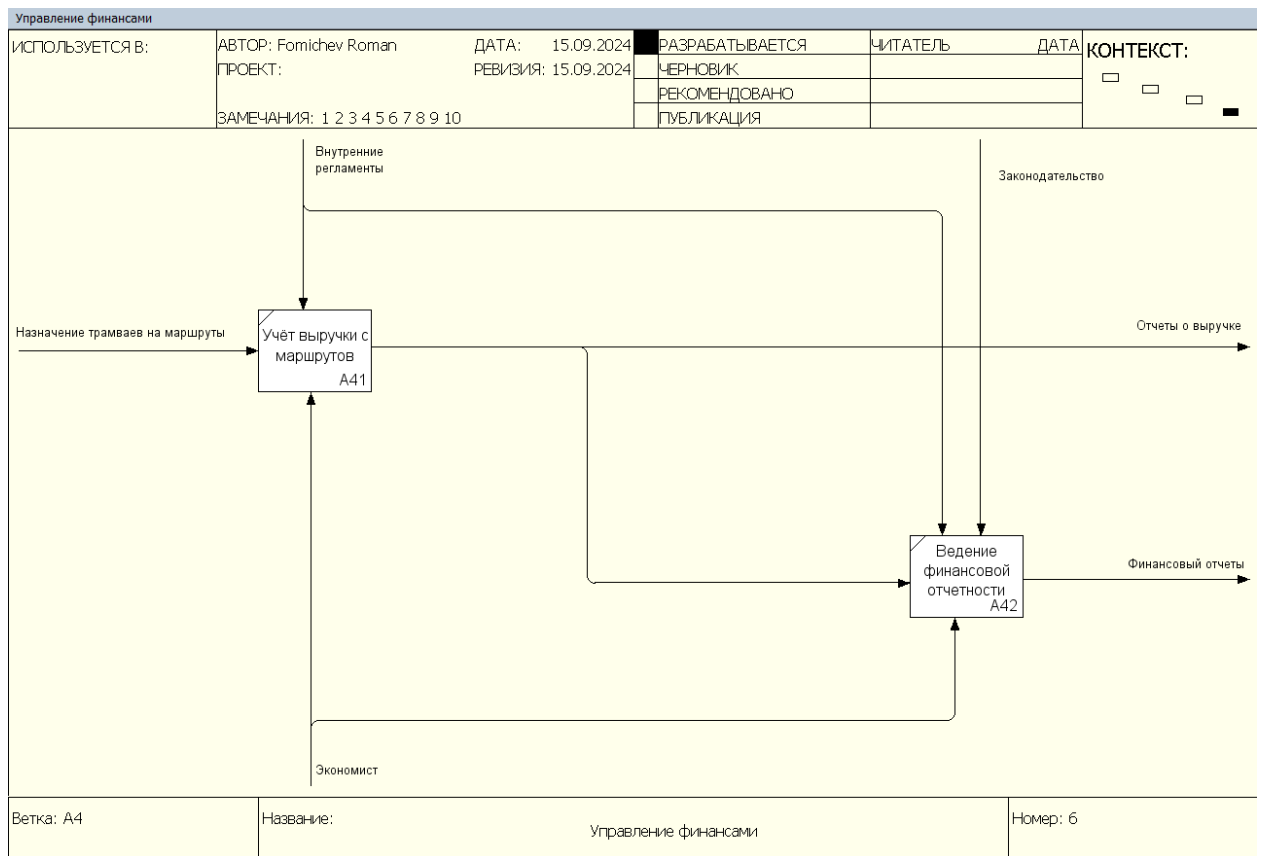 Управление финансами
ИСПОЛЬЗУЕТСЯ В:
АВТОР: Fomichev Roman
ДАТА: 15.09.2024
РАЗРАБАТЫВАЕТСЯ
ЧИТАТЕЛЬ
ДАТА
КОНТЕКСТ:
ПРОЕКТ:
РЕВИЗИЯ: 15.09.2024
ЧЕРНОВИК
РЕКОМЕНДОВАНО
ЗАМЕЧАНИЯ: 1 2 3 4 5 6 7 8 9 10
ПУБЛИКАЦИЯ
Внутренние
регламенты
Законодательство
Назначение трамваев на маршруты
Учёт выручки с
маршрутов
A41
Отчеты о выручке
Ведение
финансовой
отчетности
A42
Финансовый отчеты
Экономист
Ветка: A4
Название:
Управление финансами
Номер: 6